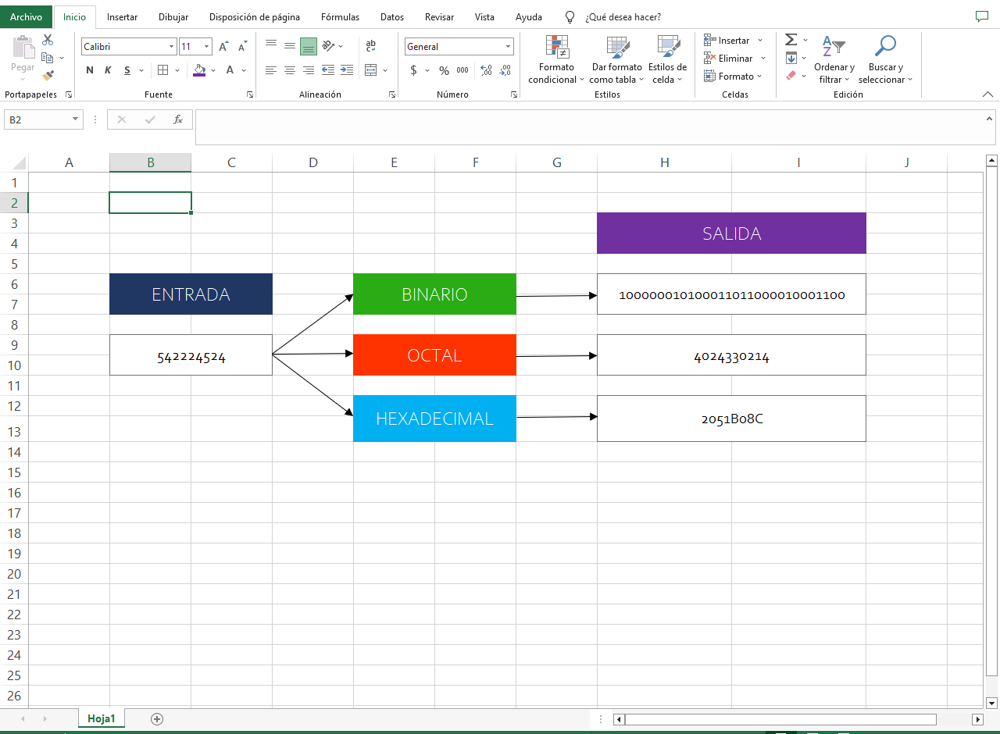 Archivo Inicio Insertar Dibujar Disposición de página Fórmulas Datos Revisar Vista Ayuda ¿Qué desea hacer?
Pegar
Portapapeles
Calibri 11
N K S A
Fuente
ab
Alineación
General
$ % 000
Número
Formato condicional
Dar formato como tabla
Estilos de celda
Estilos
Insertar
Eliminar
Formato
Celdas
Ordenar y filtrar
Buscar y seleccionar
Edición
B2 fx
A B C D E F G H I J
1
2
3
4
5
6
7
8
9
10
11
12
13
14
15
16
17
18
19
20
21
22
23
24
25
26
SALIDA
ENTRADA BINARIO 100000010100011011000010001100
542224524 OCTAL 4024330214
HEXADECIMAL 2051B08C
Hoja1